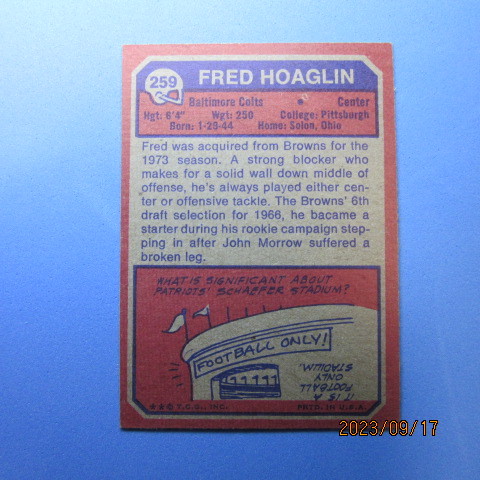 259
FRED HOAGLIN
Baltimore Colts • Center
Hgt: 6'4" Wgt: 250 College: Pittsburgh
Born: 1-28-44 Home: Solon, Ohio
Fred was acquired from Browns for the
1973 season. A strong blocker who
makes for a solid wall down middle of
offense, he's always played either cen-
ter or offensive tackle. The Browns' 6th
draft selection for 1966, he bacame a
starter during his rookie campaign step-
ping in after John Morrow suffered a
broken leg.
WHAT IS SIGNIFICANT ABOUT
PATRIOTS' SCHAEFER STADIUM?
FOOTBALL ONLY!
IT IS A
FOOTBALL
ONLY
STADIUM.
© T.C.G., INC. PRTD. IN U.S.A.
2023/09/17